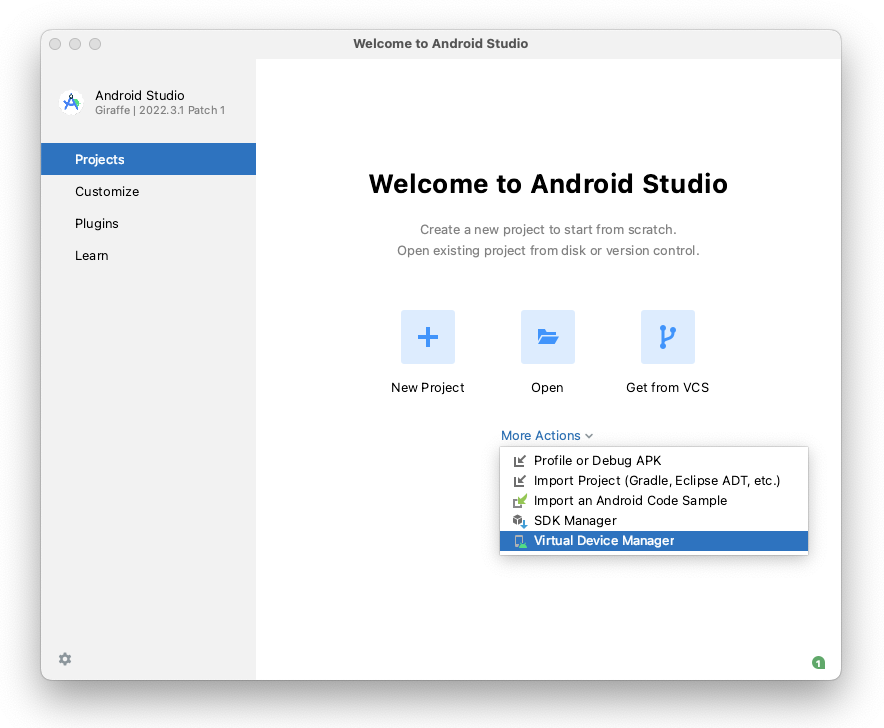 Welcome to Android Studio
Android Studio
Giraffe | 2022.3.1 Patch 1
Projects
Customize
Plugins
Learn
Welcome to Android Studio
Create a new project to start from scratch.
Open existing project from disk or version control.
New Project
Open
Get from VCS
More Actions
Profile or Debug APK
Import Project (Gradle, Eclipse ADT, etc.)
Import an Android Code Sample
SDK Manager
Virtual Device Manager
1